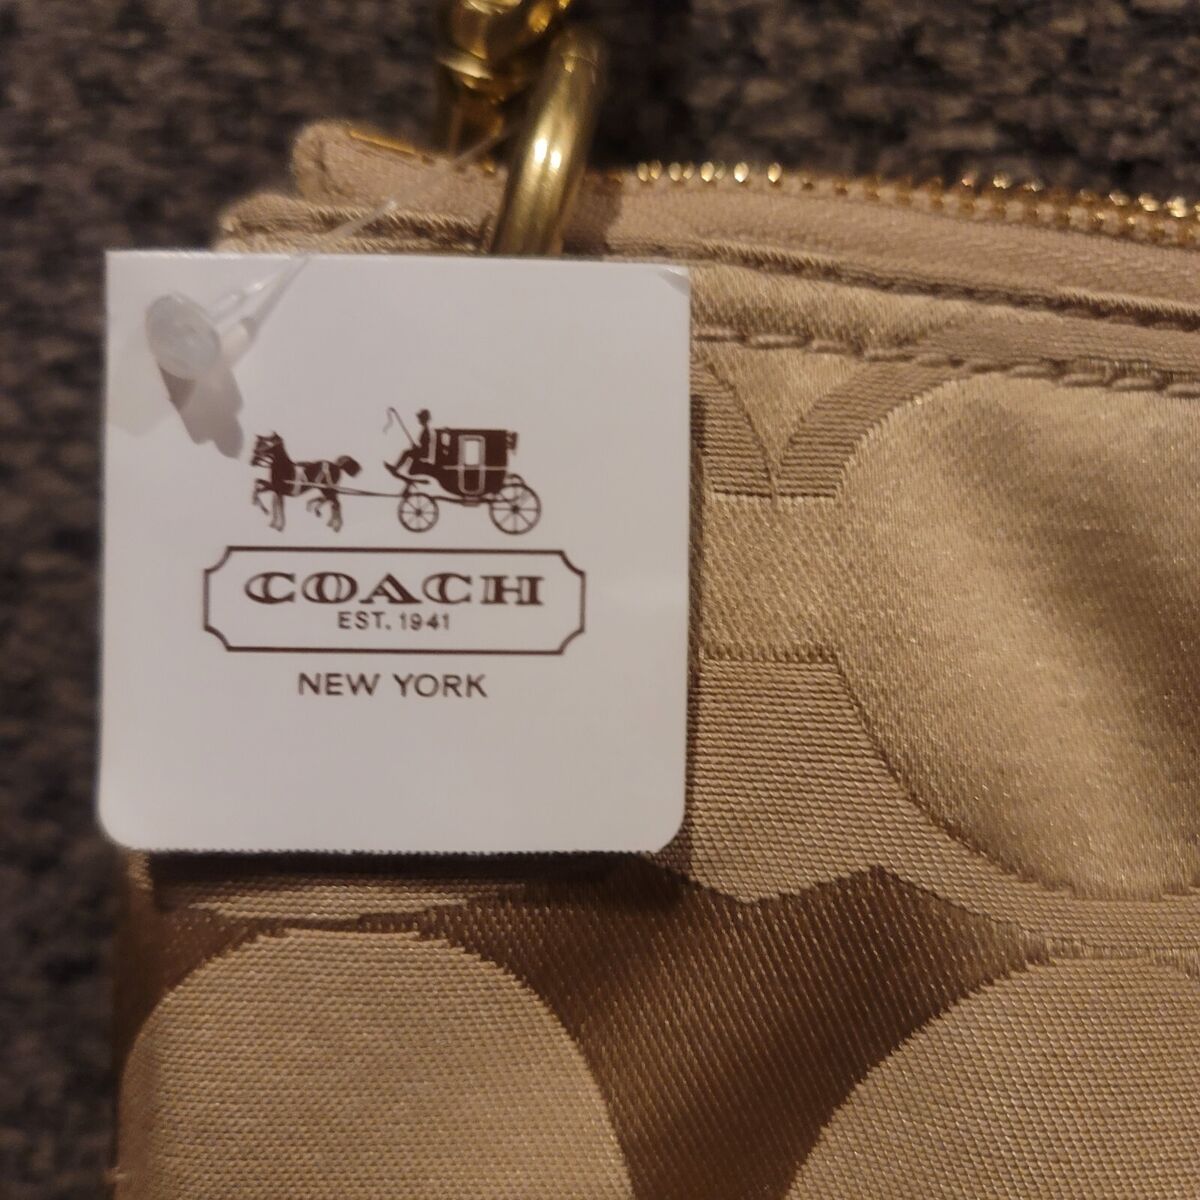 COACH
EST. 1941
NEW YORK